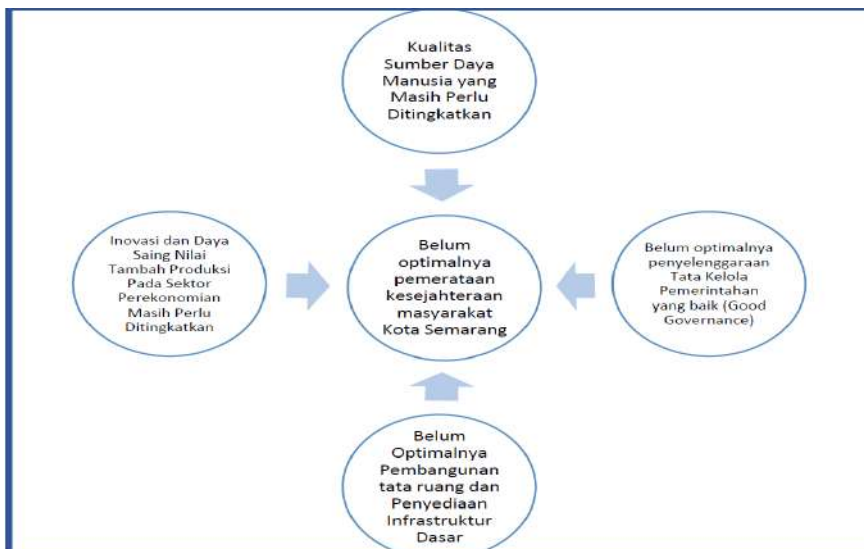 Kualitas
Sumber Daya
Manusia yang
Masih Perlu
Ditingkatkan
Inovasi dan Daya
Saing Nilai
Tambah Produksi
Pada Sektor
Perekonomian
Masih Perlu
Ditingkatkan
Belum
optimalnya
pemerataan
kesejahteraan
masyarakat
Kota Semarang
Belum optimalnya
penyelenggaraan
Tata Kelola
Pemerintahan
yang baik (Good
Governance)
Belum
Optimalnya
Pembangunan
tata ruang dan
Penyediaan
Infrastruktur
Dasar